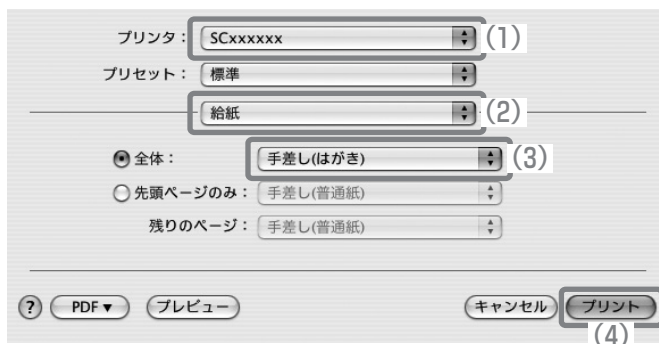 プリンタ： SCxxxxxx (1)
プリセット： 標準
給紙 (2)
全体： 手差し(はがき) (3)
先頭ページのみ： 手差し(普通紙)
残りのページ： 手差し(普通紙)
? PDF▼ プレビュー キャンセル プリント
(4)